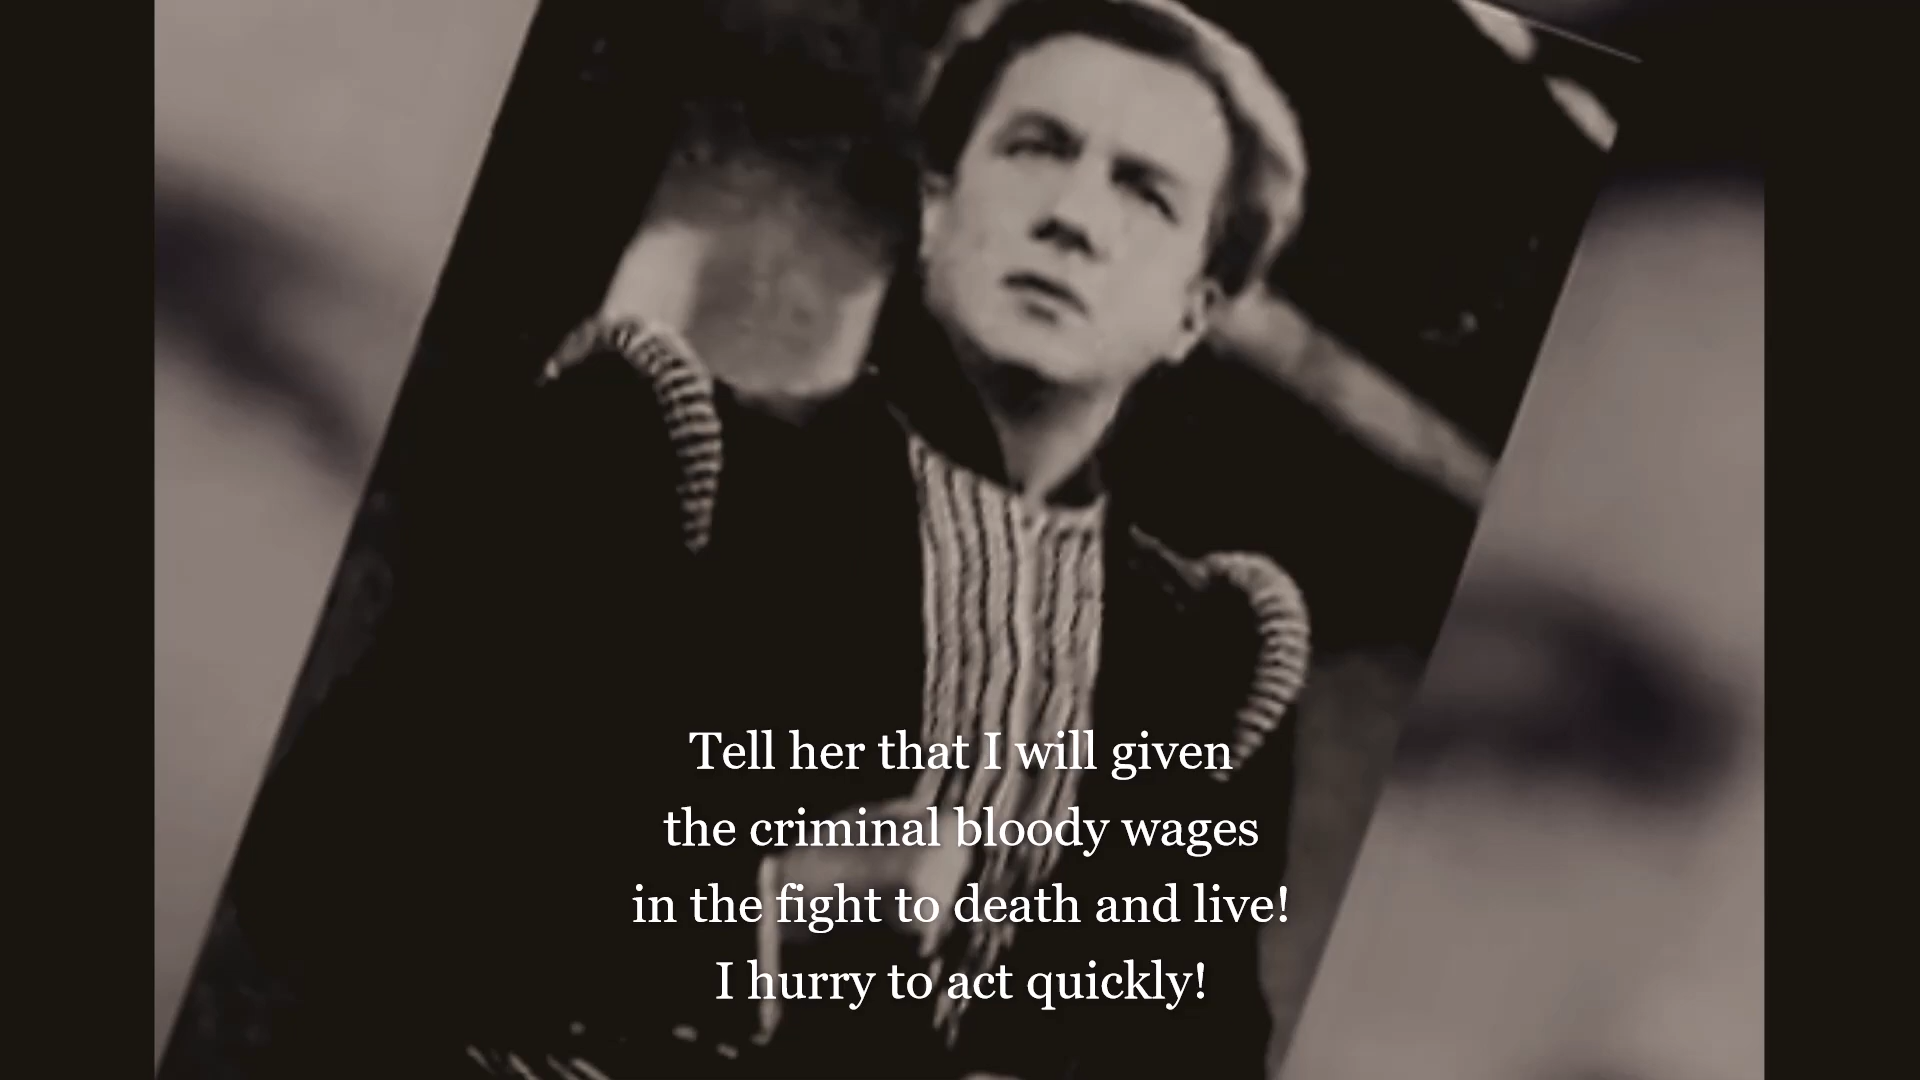 Tell her that I will given
the criminal bloody wages
in the fight to death and live!
I hurry to act quickly!